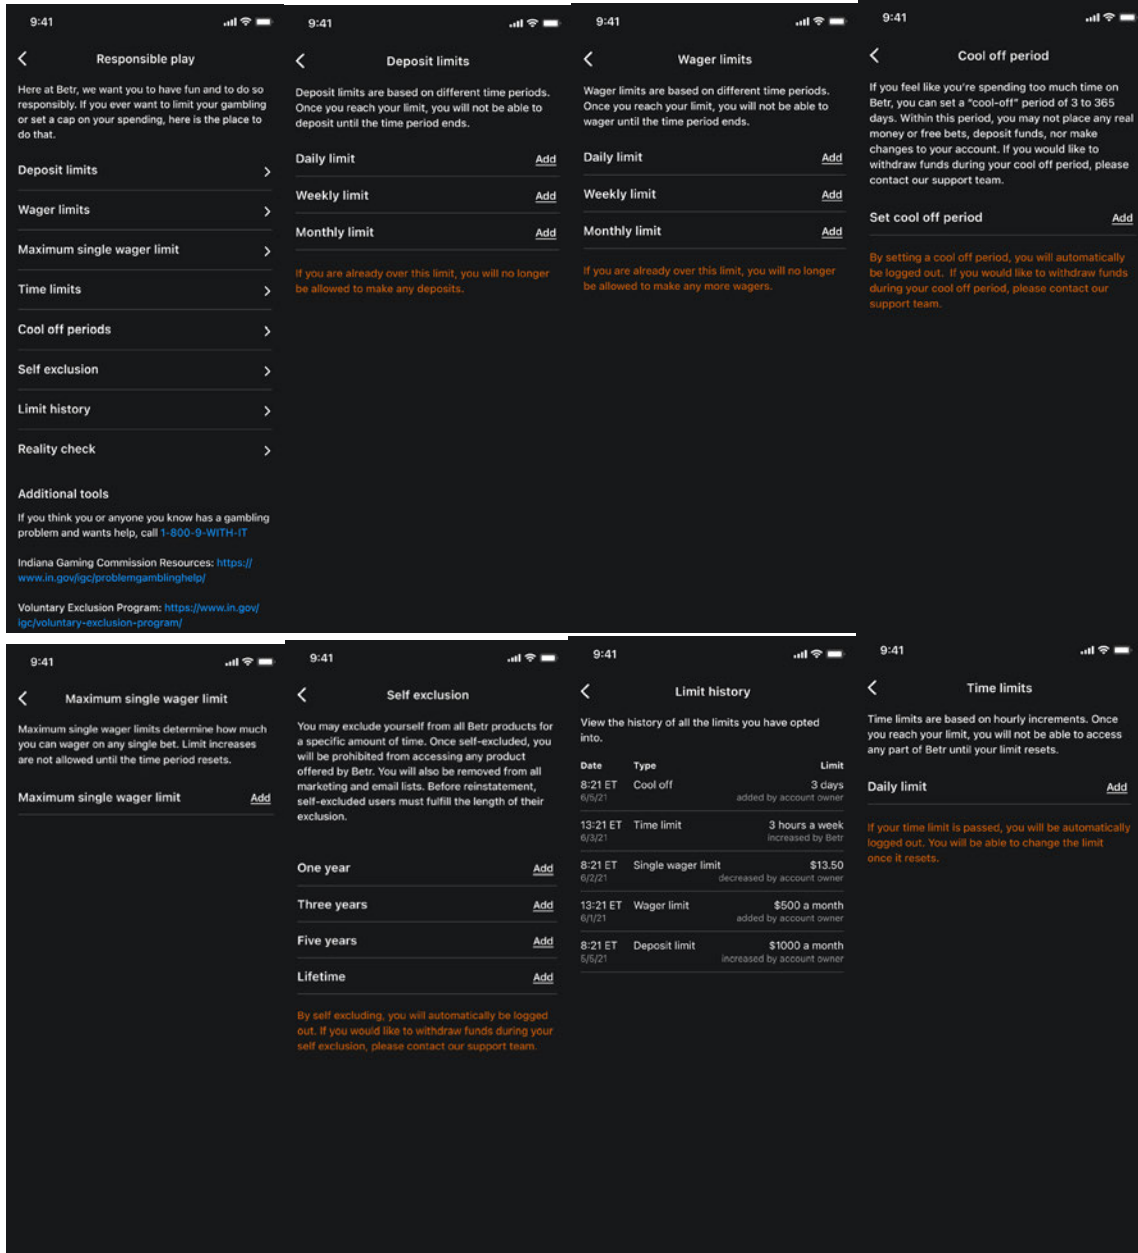 9:41
Responsible play
Here at Betr, we want you to have fun and to do so
responsibly. If you ever want to limit your gambling
or set a cap on your spending, here is the place to
do that.
Deposit limits
Wager limits
Maximum single wager limit
Time limits
Cool off periods
Self exclusion
Limit history
Reality check
Additional tools
If you think you or anyone you know has a gambling
problem and wants help, call 1-800-9-WITH-IT
Indiana Gaming Commission Resources: https://
www.in.gov/igc/problemgamblinghelp/
Voluntary Exclusion Program: https://www.in.gov/
igc/voluntary-exclusion-program/
9:41
Deposit limits
Deposit limits are based on different time periods.
Once you reach your limit, you will not be able to
deposit until the time period ends.
Daily limit Add
Weekly limit Add
Monthly limit Add
If you are already over this limit, you will no longer
be allowed to make any deposits.
9:41
Wager limits
Wager limits are based on different time periods.
Once you reach your limit, you will not be able to
wager until the time period ends.
Daily limit Add
Weekly limit Add
Monthly limit Add
If you are already over this limit, you will no longer
be allowed to make any more wagers.
9:41
Cool off period
If you feel like you're spending too much time on
Betr, you can set a "cool-off" period of 3 to 365
days. Within this period, you may not place any real
money or free bets, deposit funds, nor make
changes to your account. If you would like to
withdraw funds during your cool off period, please
contact our support team.
Set cool off period Add
By setting a cool off period, you will automatically
be logged out. If you would like to withdraw funds
during your cool off period, please contact our
support team.
9:41
Maximum single wager limit
Maximum single wager limits determine how much
you can wager on any single bet. Limit increases
are not allowed until the time period resets.
Maximum single wager limit Add
9:41
Self exclusion
You may exclude yourself from all Betr products for
a specific amount of time. Once self-excluded, you
will be prohibited from accessing any product
offered by Betr. You will also be removed from all
marketing and email lists. Before reinstatement,
self-excluded users must fulfill the length of their
exclusion.
One year Add
Three years Add
Five years Add
Lifetime Add
By self excluding, you will automatically be logged
out. If you would like to withdraw funds during your
self exclusion, please contact our support team.
9:41
Limit history
View the history of all the limits you have opted
into.
Date Type Limit
8:21 ET Cool off 3 days
6/5/21 added by account owner
13:21 ET Time limit 3 hours a week
6/3/21 increased by Betr
8:21 ET Single wager limit $13.50
6/2/21 decreased by account owner
13:21 ET Wager limit $500 a month
6/1/21 added by account owner
8:21 ET Deposit limit $1000 a month
5/5/21 increased by account owner
9:41
Time limits
Time limits are based on hourly increments. Once
you reach your limit, you will not be able to access
any part of Betr until your limit resets.
Daily limit Add
If your time limit is passed, you will be automatically
logged out. You will be able to change the limit
once it resets.